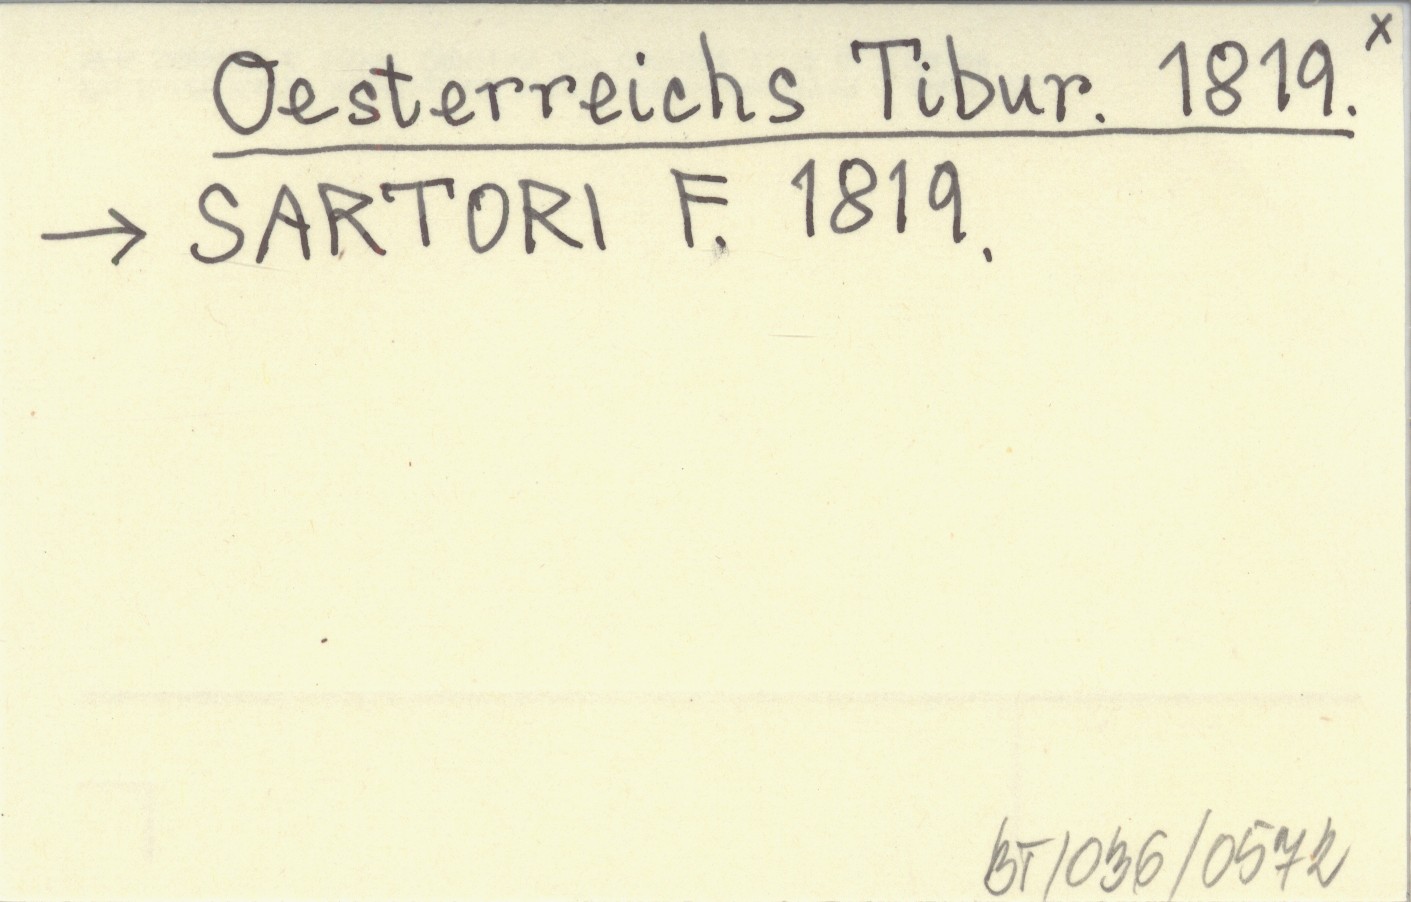 Oesterreichs Tibur. 1819.x
→ SARTORI F. 1819.
BT/036/0572